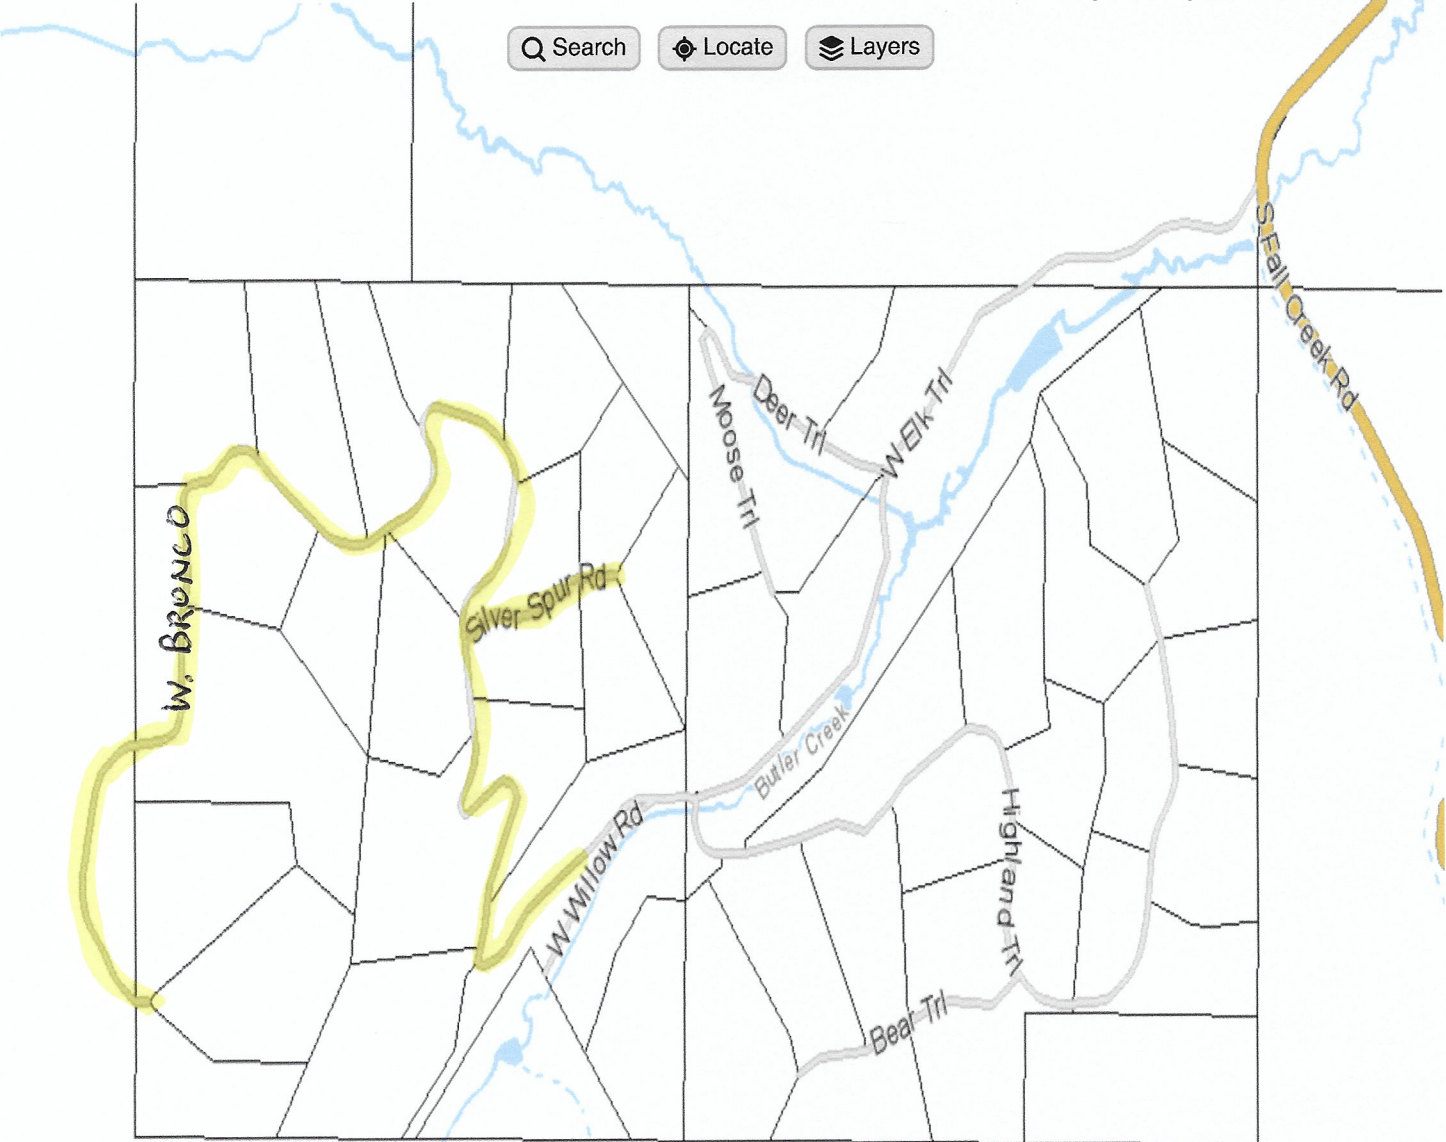 Search
Locate
Layers
S Fall Creek Rd
Deer Trl
W Elk Trl
Moose Trl
W. BRONCO
Silver Spur Rd
Butler Creek
W Willow Rd
Highland Trl
Bear Trl